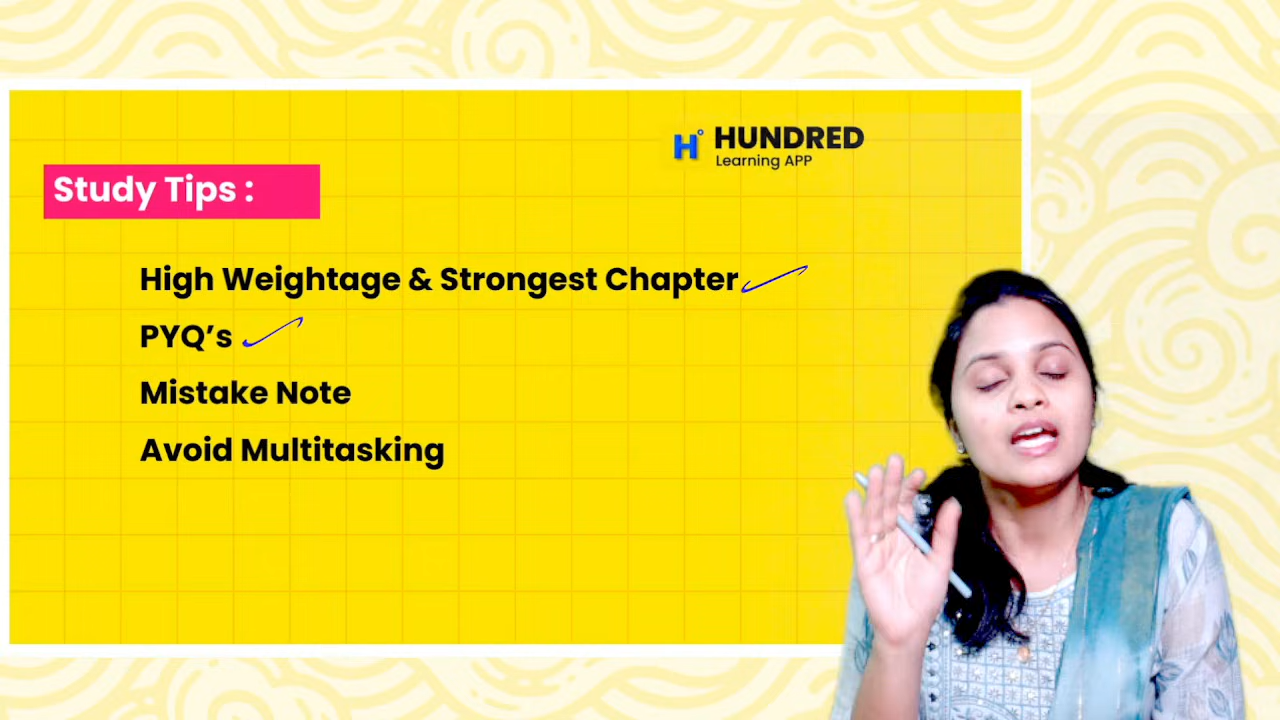 HUNDRED
Learning APP
Study Tips :
High Weightage & Strongest Chapter
PYQ’s
Mistake Note
Avoid Multitasking